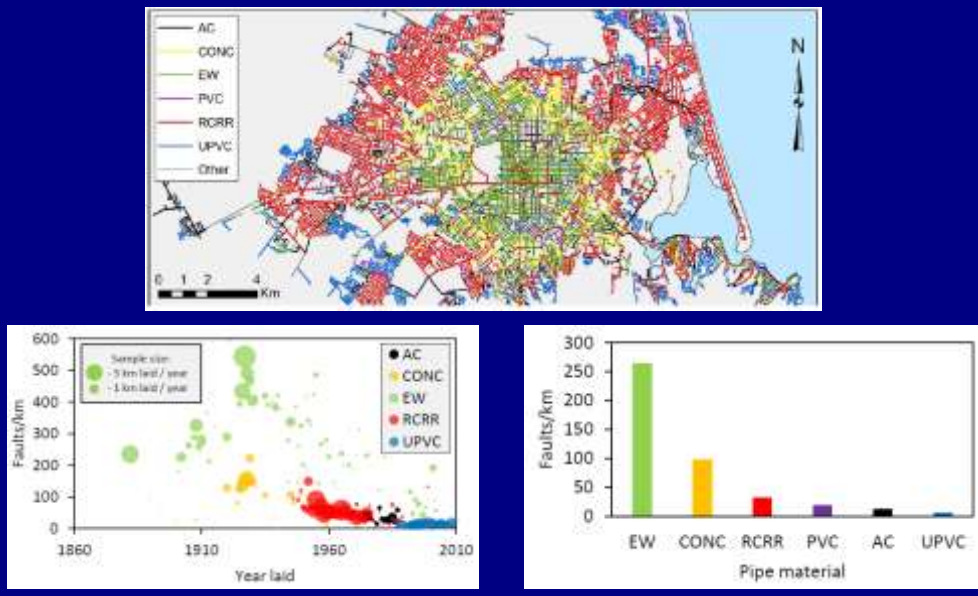 AC
CONC
EW
PVC
RCRR
UPVC
Other
N
0 1 2 4
Km
600
500
400
300
200
100
0
Faults/km
Sample size:
- 5 km laid / year
- 1 km laid / year
AC
CONC
EW
RCRR
UPVC
1860 1910 1960 2010
Year laid
300
250
200
150
100
50
0
Faults/km
EW CONC RCRR PVC AC UPVC
Pipe material